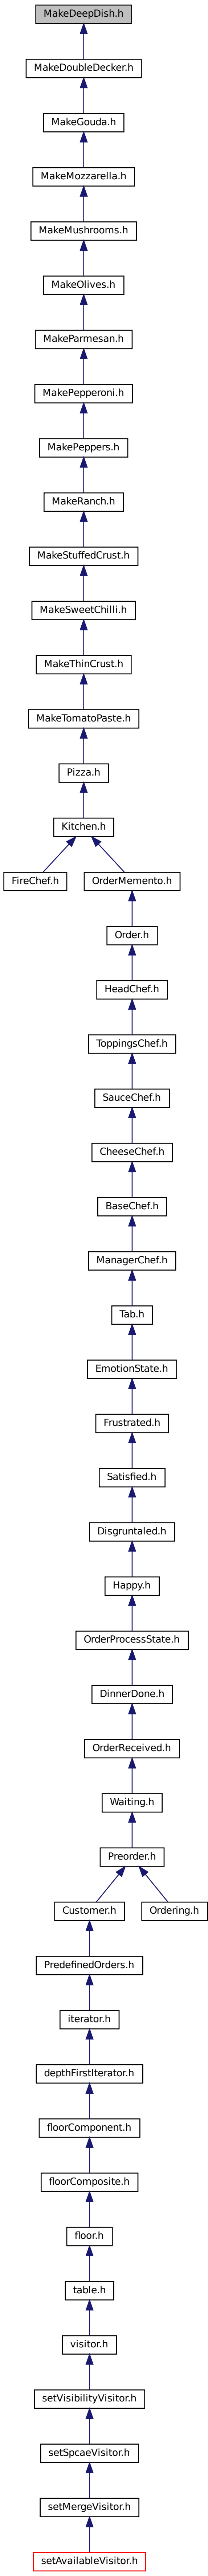 MakeDeepDish.h
MakeDoubleDecker.h
MakeGouda.h
MakeMozzarella.h
MakeMushrooms.h
MakeOlives.h
MakeParmesan.h
MakePepperoni.h
MakePeppers.h
MakeRanch.h
MakeStuffedCrust.h
MakeSweetChilli.h
MakeThinCrust.h
MakeTomatoPaste.h
Pizza.h
Kitchen.h
FireChef.h
OrderMemento.h
Order.h
HeadChef.h
ToppingsChef.h
SauceChef.h
CheeseChef.h
BaseChef.h
ManagerChef.h
Tab.h
EmotionState.h
Frustrated.h
Satisfied.h
Disgruntaled.h
Happy.h
OrderProcessState.h
DinnerDone.h
OrderReceived.h
Waiting.h
Preorder.h
Customer.h
Ordering.h
PredefinedOrders.h
iterator.h
depthFirstIterator.h
floorComponent.h
floorComposite.h
floor.h
table.h
visitor.h
setVisibilityVisitor.h
setSpcaeVisitor.h
setMergeVisitor.h
setAvailableVisitor.h